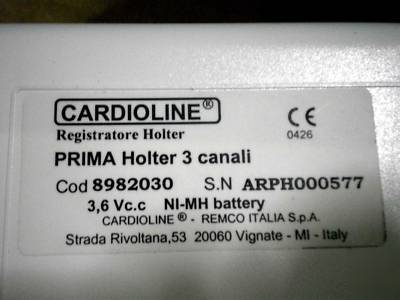 CARDIOLINE®
CE
Registratore Holter
0426
PRIMA Holter 3 canali
Cod 8982030 S.N ARPH000577
3,6 Vc.c NI-MH battery
CARDIOLINE ® - REMCO ITALIA S.p.A.
Strada Rivoltana,53 20060 Vignate - MI - Italy